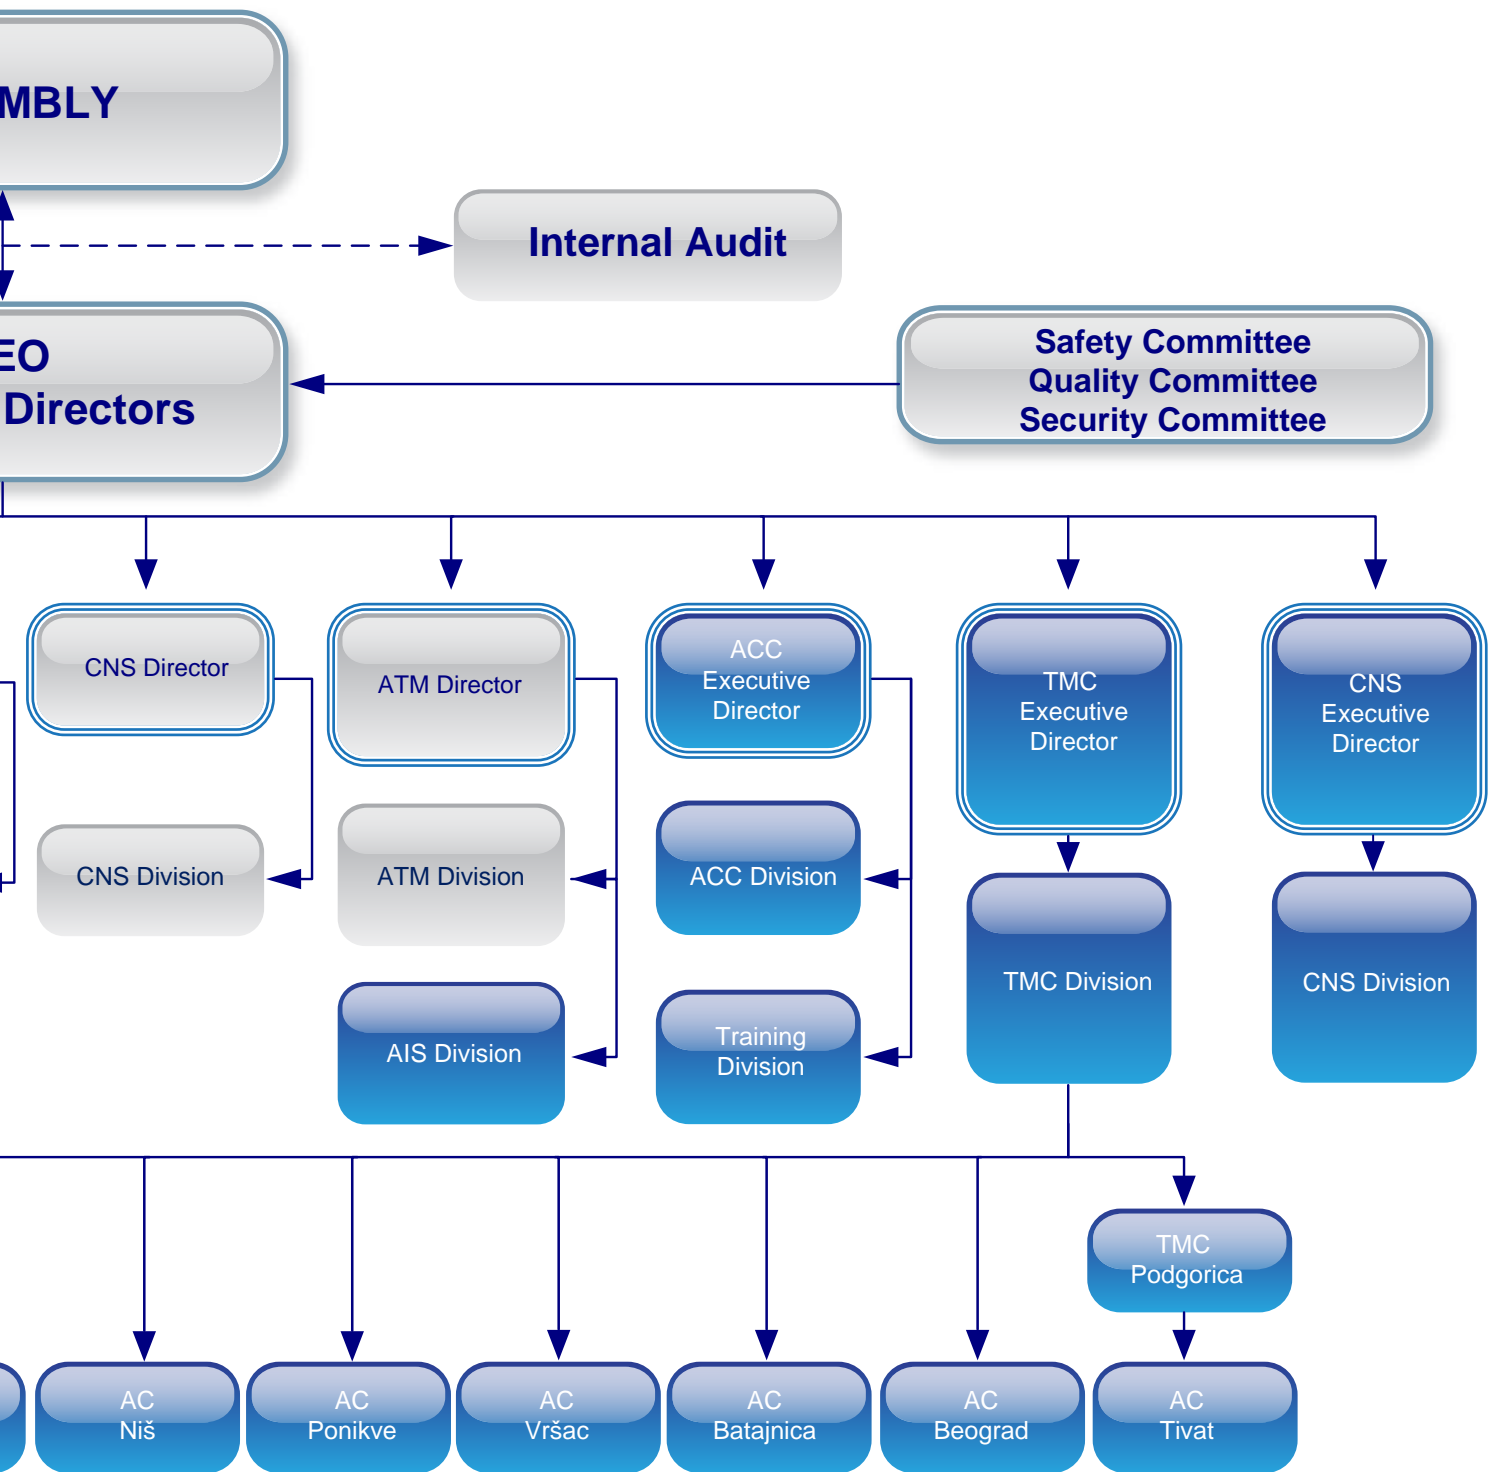 MBLY
Internal Audit
EO
Directors
Safety Committee
Quality Committee
Security Committee
CNS Director
ATM Director
ACC
Executive
Director
TMC
Executive
Director
CNS
Executive
Director
CNS Division
ATM Division
ACC Division
TMC Division
CNS Division
AIS Division
Training
Division
TMC
Podgorica
AC
Niš
AC
Ponikve
AC
Vršac
AC
Batajnica
AC
Beograd
AC
Tivat